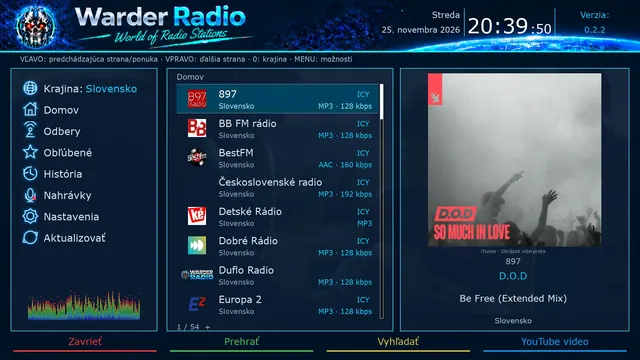 Warder Radio
World of Radio Stations
Streda
25. novembra 2026
20:39:50
Verzia:
0.2.2
VĽAVO: predchádzajúca strana/ponuka · VPRAVO: ďalšia strana · 0: krajina · MENU: možnosti
Krajina: Slovensko
Domov
Odbery
Obľúbené
História
Nahrávky
Nastavenia
Aktualizovať
Domov
897
ICY
Slovensko
MP3 · 128 kbps
BB FM rádio
ICY
Slovensko
MP3 · 128 kbps
BestFM
ICY
Slovensko
AAC · 160 kbps
Československé radio
ICY
Slovensko
MP3 · 192 kbps
Detské Rádio
ICY
Slovensko
MP3
Dobré Rádio
ICY
Slovensko
MP3 · 128 kbps
Duflo Radio
ICY
Slovensko
MP3 · 128 kbps
Europa 2
ICY
Slovensko
MP3 · 128 kbps
1 / 54 +
D.O.D
SO MUCH IN LOVE
iTunes · Obrázok interpreta
897
D.O.D
Be Free (Extended Mix)
Slovensko
Zavrieť
Prehrať
Vyhľadať
YouTube video